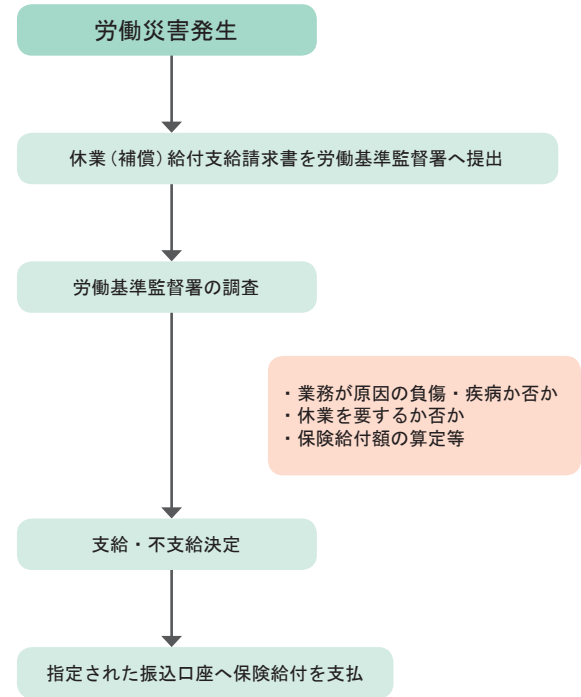 労働災害発生
休業（補償）給付支給請求書を労働基準監督署へ提出
労働基準監督署の調査
・業務が原因の負傷・疾病か否か
・休業を要するか否か
・保険給付額の算定等
支給・不支給決定
指定された振込口座へ保険給付を支払